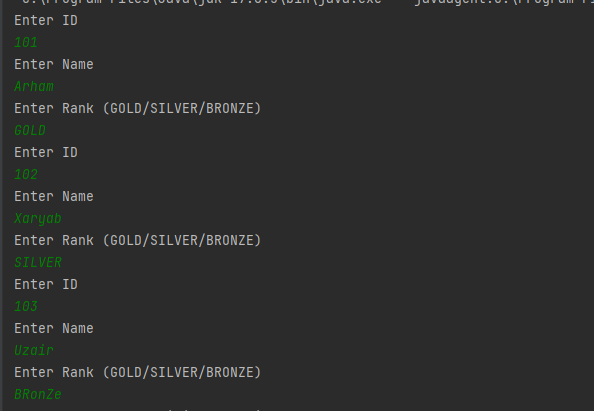 Enter ID
101
Enter Name
Arham
Enter Rank (GOLD/SILVER/BRONZE)
GOLD
Enter ID
102
Enter Name
Xaryab
Enter Rank (GOLD/SILVER/BRONZE)
SILVER
Enter ID
103
Enter Name
Uzair
Enter Rank (GOLD/SILVER/BRONZE)
BRonZe